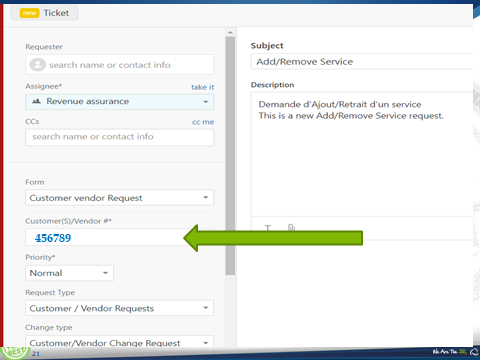 new Ticket
Requester
search name or contact info
Assignee* take it
Revenue assurance
CCs cc me
search name or contact info
Form
Customer vendor Request
Customer(S)/Vendor #*
456789
Priority*
Normal
Request Type
Customer / Vendor Requests
Change type
Customer/Vendor Change Request
21
Subject
Add/Remove Service
Description
Demande d'Ajout/Retrait d'un service
This is a new Add/Remove Service request.
T